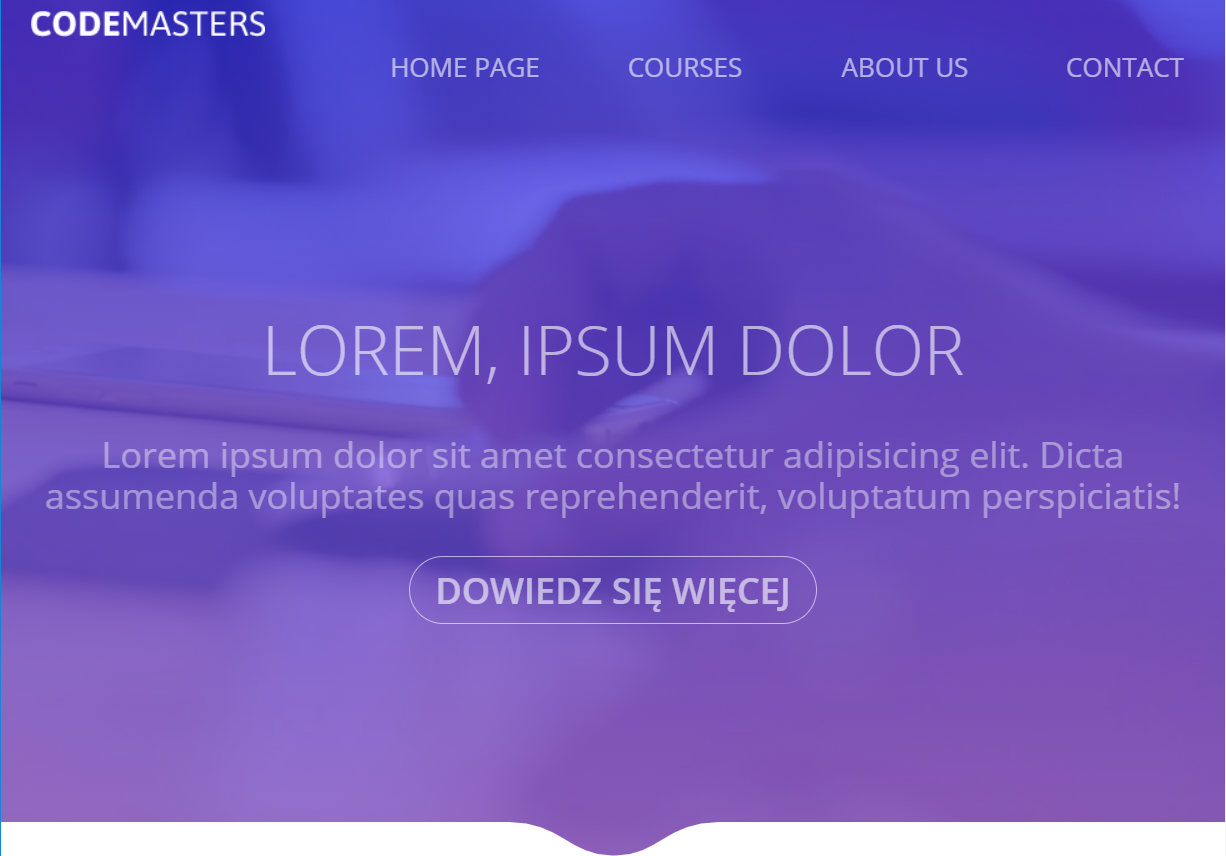 CODEMASTERS
HOME PAGE COURSES ABOUT US CONTACT
LOREM, IPSUM DOLOR
Lorem ipsum dolor sit amet consectetur adipisicing elit. Dicta
assumenda voluptates quas reprehenderit, voluptatum perspiciatis!
DOWIEDZ SIĘ WIĘCEJ